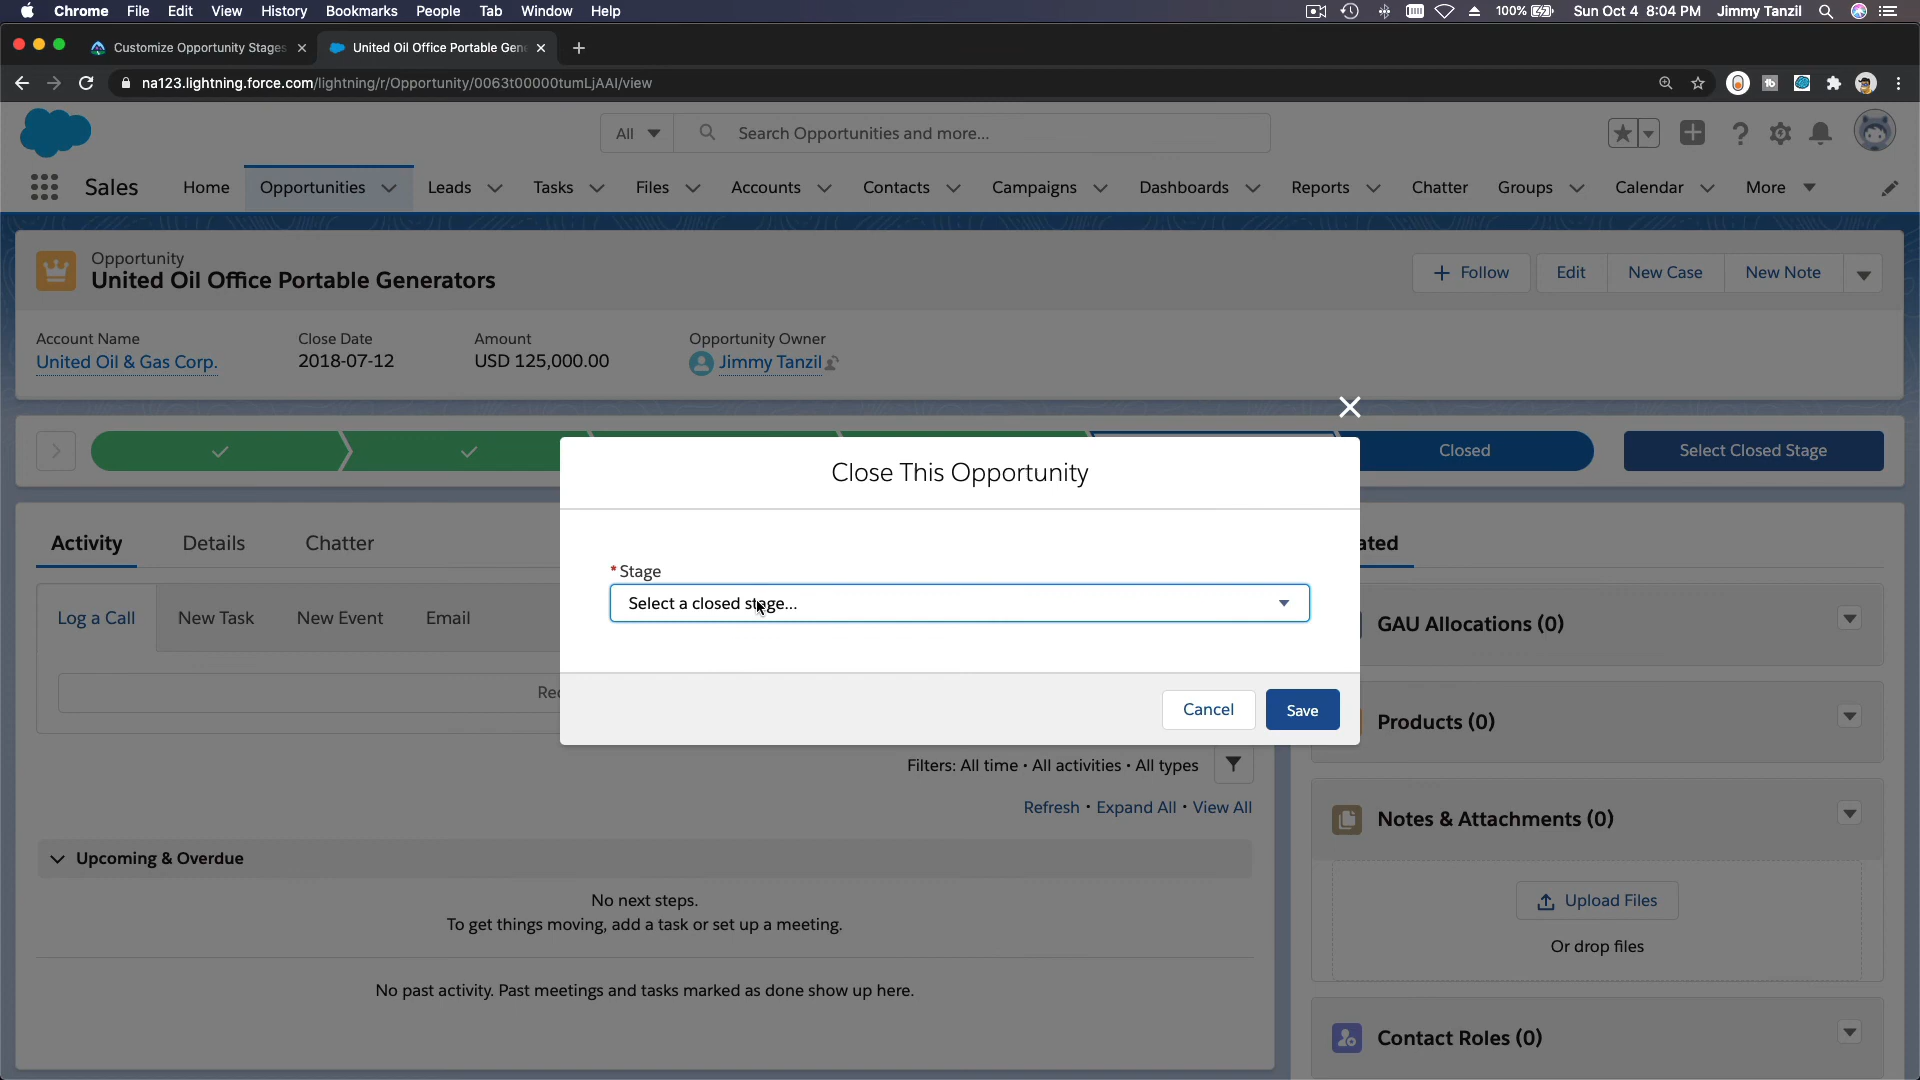 Chrome File Edit View History Bookmarks People Tab Window Help 100% Sun Oct 4 8:04 PM Jimmy Tanzil
Customize Opportunity Stages United Oil Office Portable Gen
na123.lightning.force.com/lightning/r/Opportunity/0063t00000tumLjAAI/view
All Search Opportunities and more...
Sales Home Opportunities Leads Tasks Files Accounts Contacts Campaigns Dashboards Reports Chatter Groups Calendar More
Opportunity
United Oil Office Portable Generators
Follow Edit New Case New Note
Account Name Close Date Amount Opportunity Owner
United Oil & Gas Corp. 2018-07-12 USD 125,000.00 Jimmy Tanzil
Closed Select Closed Stage
Close This Opportunity
Activity Details Chatter
ated
* Stage
Select a closed stage...
Log a Call New Task New Event Email
GAU Allocations (0)
Rec
Cancel Save
Products (0)
Filters: All time • All activities • All types
Refresh • Expand All • View All
Notes & Attachments (0)
Upcoming & Overdue
No next steps.
To get things moving, add a task or set up a meeting.
Upload Files
Or drop files
No past activity. Past meetings and tasks marked as done show up here.
Contact Roles (0)